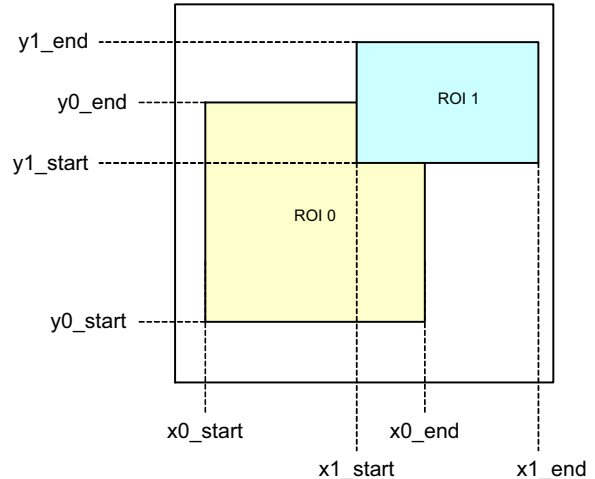 y1_end
y0_end
ROI 1
y1_start
ROI 0
y0_start
x0_start
x0_end
x1_start
x1_end